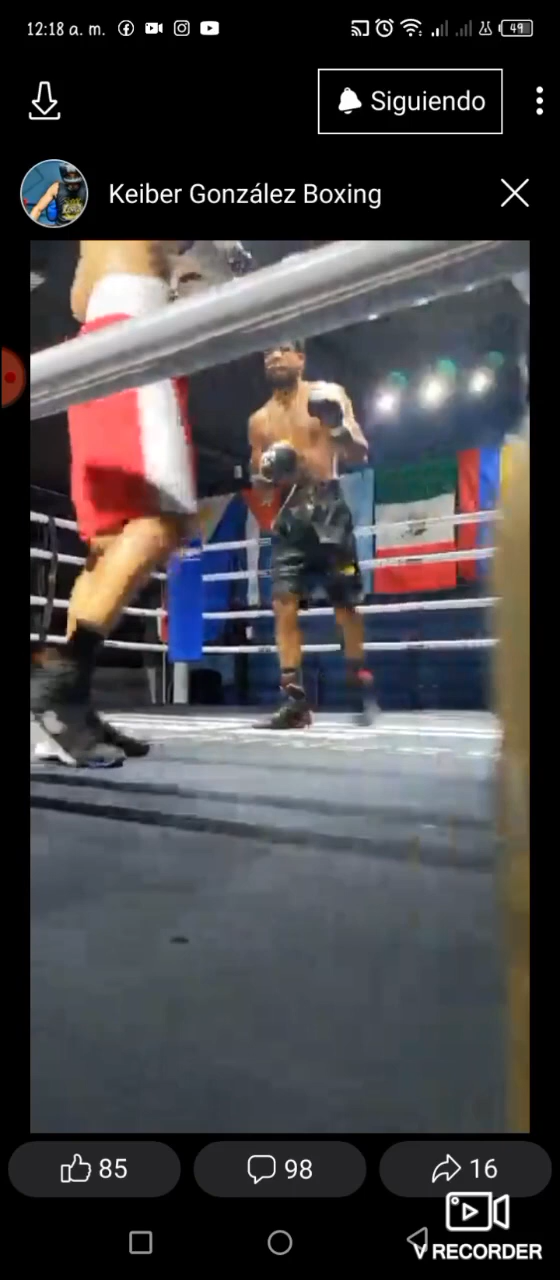 12:18 a. m. 49
Siguiendo
Keiber González Boxing
85 98 16
V RECORDER